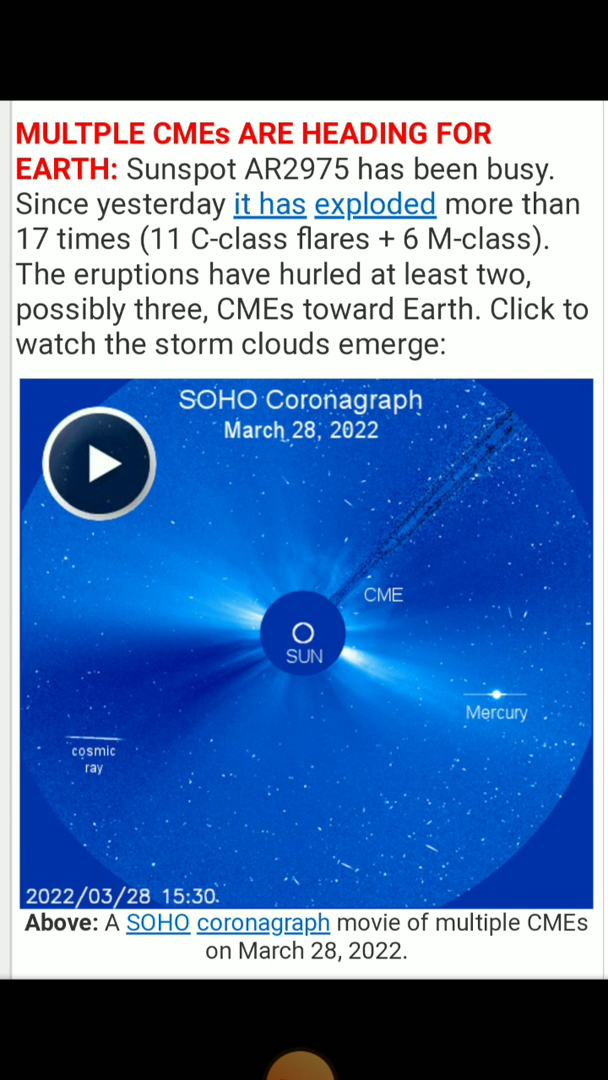 MULTPLE CMEs ARE HEADING FOR
EARTH: Sunspot AR2975 has been busy.
Since yesterday it has exploded more than
17 times (11 C-class flares + 6 M-class).
The eruptions have hurled at least two,
possibly three, CMEs toward Earth. Click to
watch the storm clouds emerge:
SOHO Coronagraph
March 28, 2022
CME
SUN
Mercury
cosmic
ray
2022/03/28 15:30
Above: A SOHO coronagraph movie of multiple CMEs
on March 28, 2022.